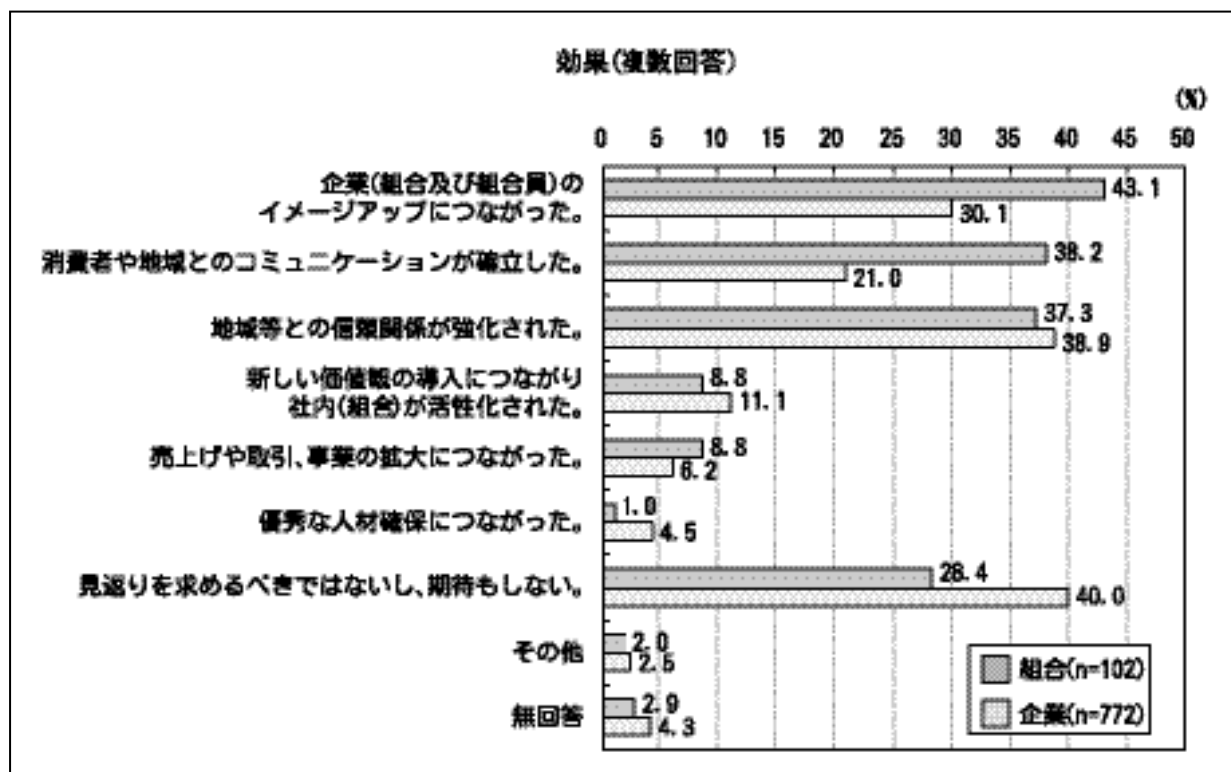 効果(複数回答)
(%)
0 5 10 15 20 25 30 35 40 45 50
企業(組合及び組合員)の
イメージアップにつながった。
43.1
30.1
消費者や地域とのコミュニケーションが確立した。
38.2
21.0
地域等との信頼関係が強化された。
37.3
38.9
新しい価値観の導入につながり
社内(組合)が活性化された。
8.8
11.1
売上げや取引、事業の拡大につながった。
8.8
6.2
優秀な人材確保につながった。
1.0
4.5
見返りを求めるべきではないし、期待もしない。
28.4
40.0
その他
2.0
2.5
無回答
2.9
4.3
組合(n=102)
企業(n=772)